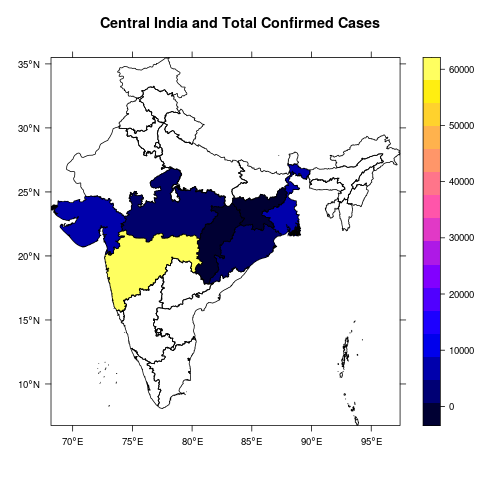 Central India and Total Confirmed Cases
35°N
30°N
25°N
20°N
15°N
10°N
70°E 75°E 80°E 85°E 90°E 95°E
60000
50000
40000
30000
20000
10000
0